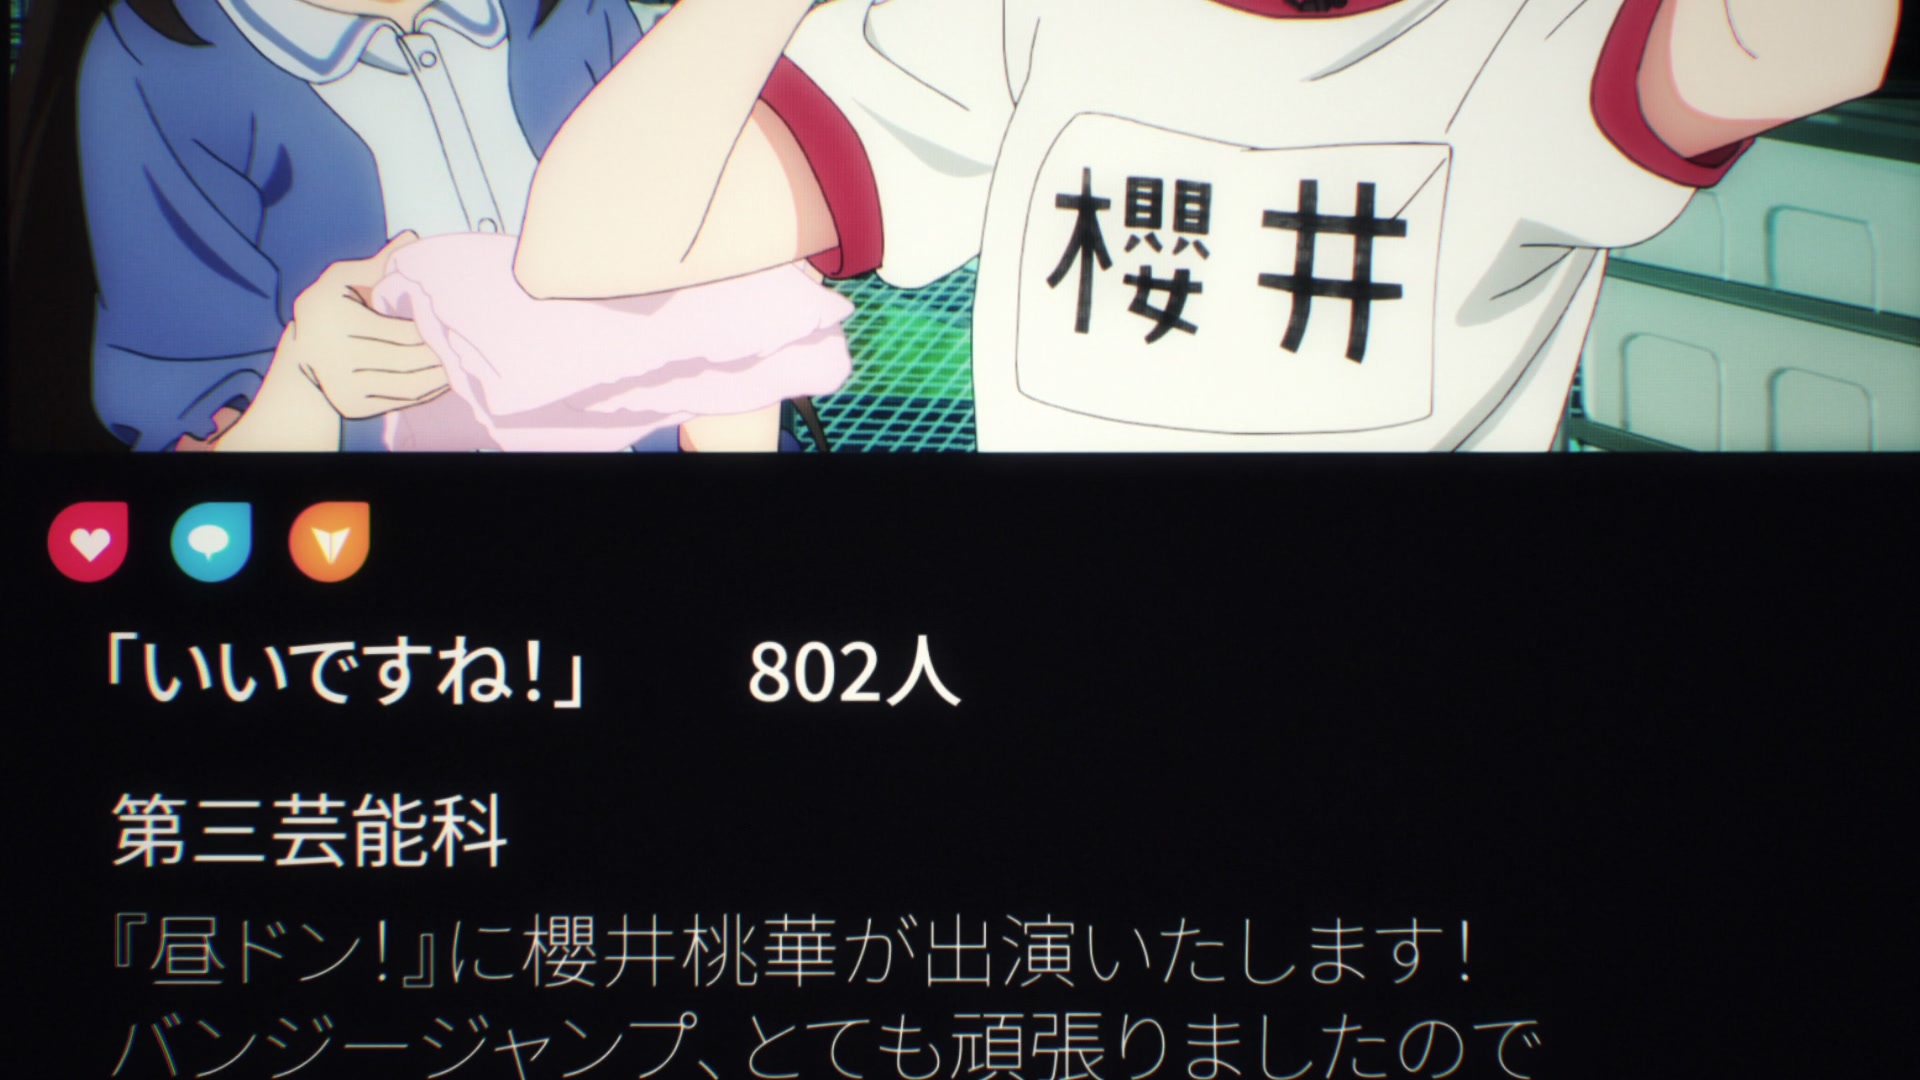 櫻井
「いいですね!」 802人
第三芸能科
『昼ドン!』に櫻井桃華が出演いたします!
バンジージャンプ、とても頑張りましたので